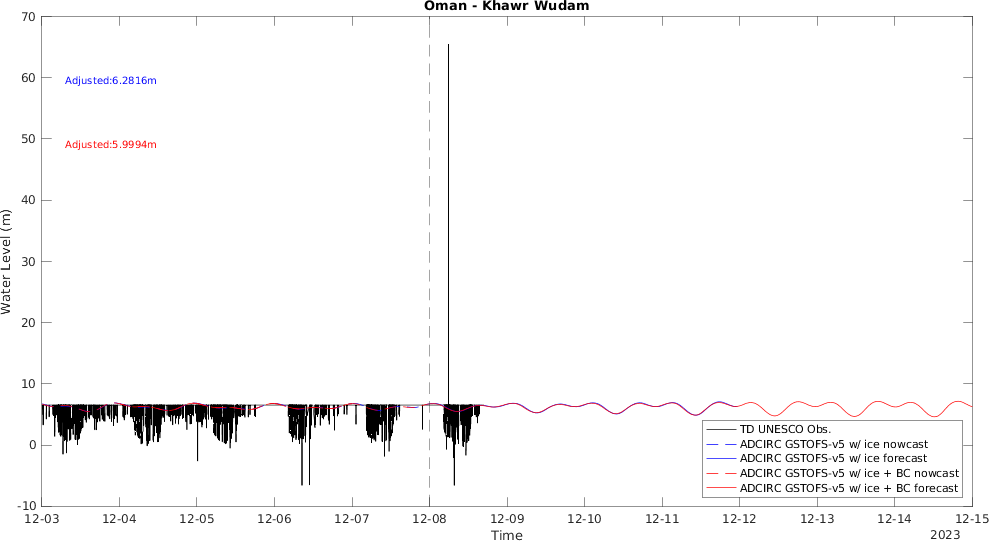 Oman - Khawr Wudam
70
60
50
40
30
20
10
0
-10
Water Level (m)
Adjusted:6.2816m
Adjusted:5.9994m
TD UNESCO Obs.
ADCIRC GSTOFS-v5 w/ ice nowcast
ADCIRC GSTOFS-v5 w/ ice forecast
ADCIRC GSTOFS-v5 w/ ice + BC nowcast
ADCIRC GSTOFS-v5 w/ ice + BC forecast
12-03 12-04 12-05 12-06 12-07 12-08 12-09 12-10 12-11 12-12 12-13 12-14 12-15
Time
2023